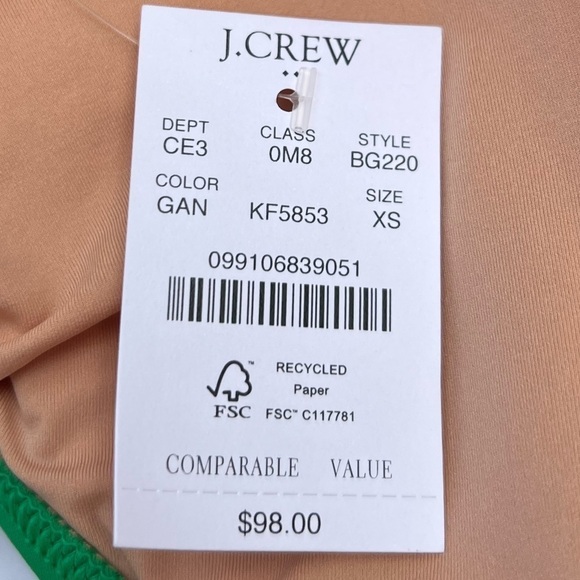 J.CREW
DEPT CLASS STYLE
CE3 0M8 BG220
COLOR SIZE
GAN KF5853 XS
099106839051
RECYCLED
Paper
FSC™ FSC™ C117781
COMPARABLE VALUE
$98.00